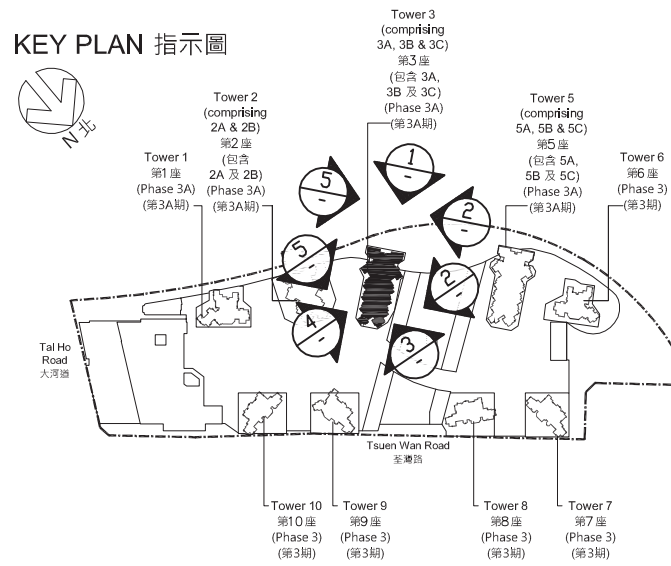 KEY PLAN 指示圖
N 北
Tower 3
(comprising
3A, 3B & 3C)
第3座
(包含 3A,
3B 及 3C)
(Phase 3A)
(第3A期)
Tower 2
(comprising
2A & 2B)
第2座
(包含
2A 及 2B)
(Phase 3A)
(第3A期)
Tower 5
(comprising
5A, 5B & 5C)
第5座
(包含 5A,
5B 及 5C)
(Phase 3A)
(第3A期)
Tower 1
第1座
(Phase 3A)
(第3A期)
Tower 6
第6座
(Phase 3)
(第3期)
1
-
5
-
2
-
5
-
2
-
4
-
3
-
Tai Ho
Road
大河道
Tsuen Wan Road
荃灣路
Tower 10
第10座
(Phase 3)
(第3期)
Tower 9
第9座
(Phase 3)
(第3期)
Tower 8
第8座
(Phase 3)
(第3期)
Tower 7
第7座
(Phase 3)
(第3期)